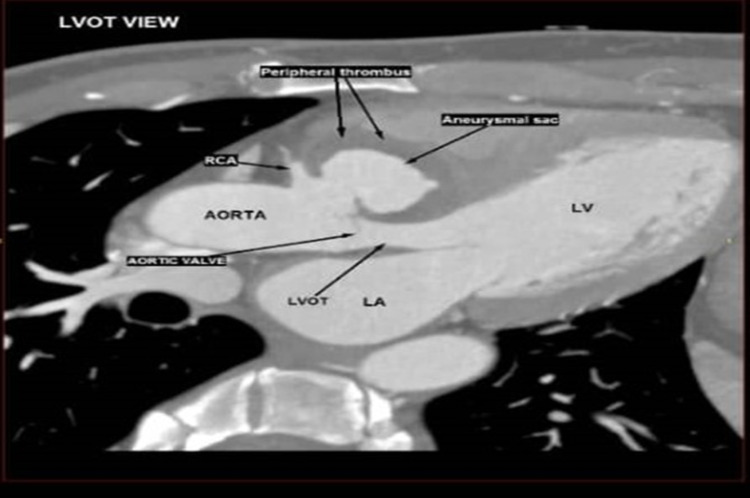 LVOT VIEW
Peripheral thrombus
Aneurysmal sac
RCA
AORTA
LV
AORTIC VALVE
LVOT
LA